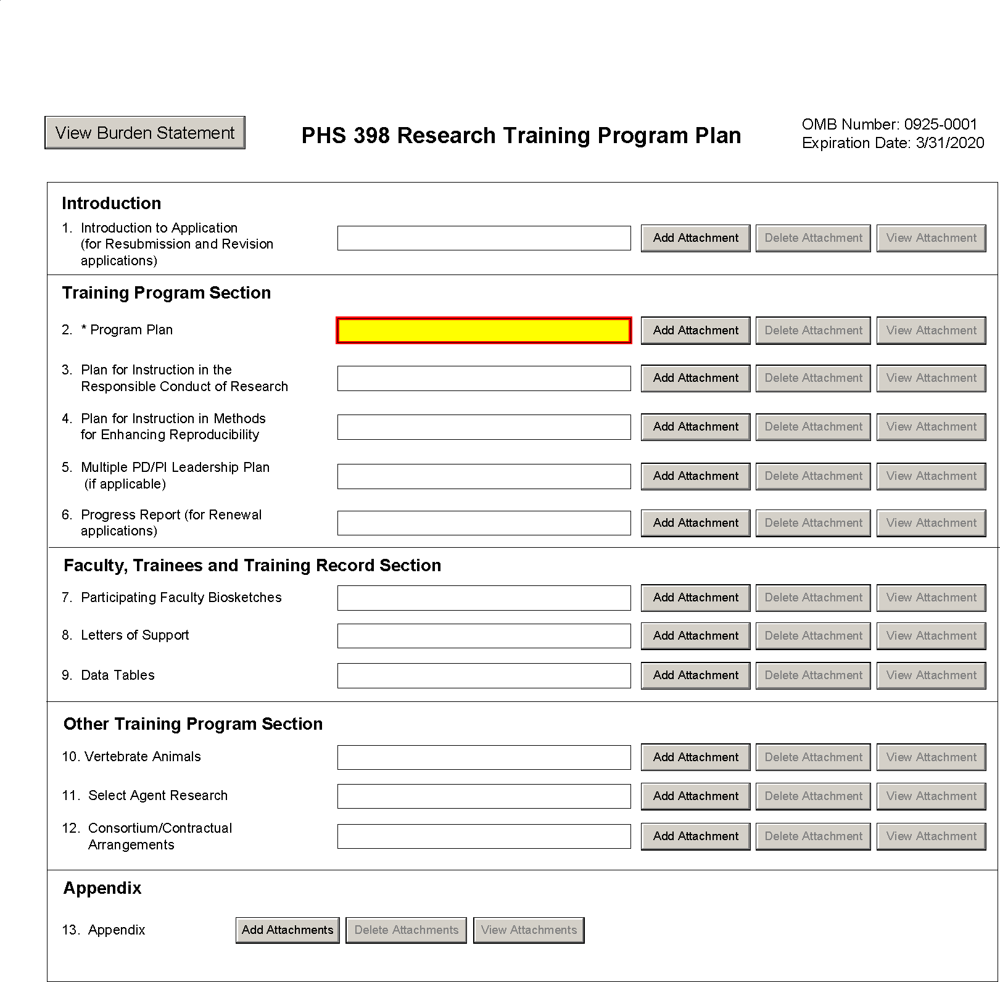 View Burden Statement
PHS 398 Research Training Program Plan
OMB Number: 0925-0001
Expiration Date: 3/31/2020
Introduction
1. Introduction to Application
(for Resubmission and Revision
applications)
Add Attachment Delete Attachment View Attachment
Training Program Section
2. * Program Plan
Add Attachment Delete Attachment View Attachment
3. Plan for Instruction in the
Responsible Conduct of Research
Add Attachment Delete Attachment View Attachment
4. Plan for Instruction in Methods
for Enhancing Reproducibility
Add Attachment Delete Attachment View Attachment
5. Multiple PD/PI Leadership Plan
(if applicable)
Add Attachment Delete Attachment View Attachment
6. Progress Report (for Renewal
applications)
Add Attachment Delete Attachment View Attachment
Faculty, Trainees and Training Record Section
7. Participating Faculty Biosketches
Add Attachment Delete Attachment View Attachment
8. Letters of Support
Add Attachment Delete Attachment View Attachment
9. Data Tables
Add Attachment Delete Attachment View Attachment
Other Training Program Section
10. Vertebrate Animals
Add Attachment Delete Attachment View Attachment
11. Select Agent Research
Add Attachment Delete Attachment View Attachment
12. Consortium/Contractual
Arrangements
Add Attachment Delete Attachment View Attachment
Appendix
13. Appendix
Add Attachments Delete Attachments View Attachments